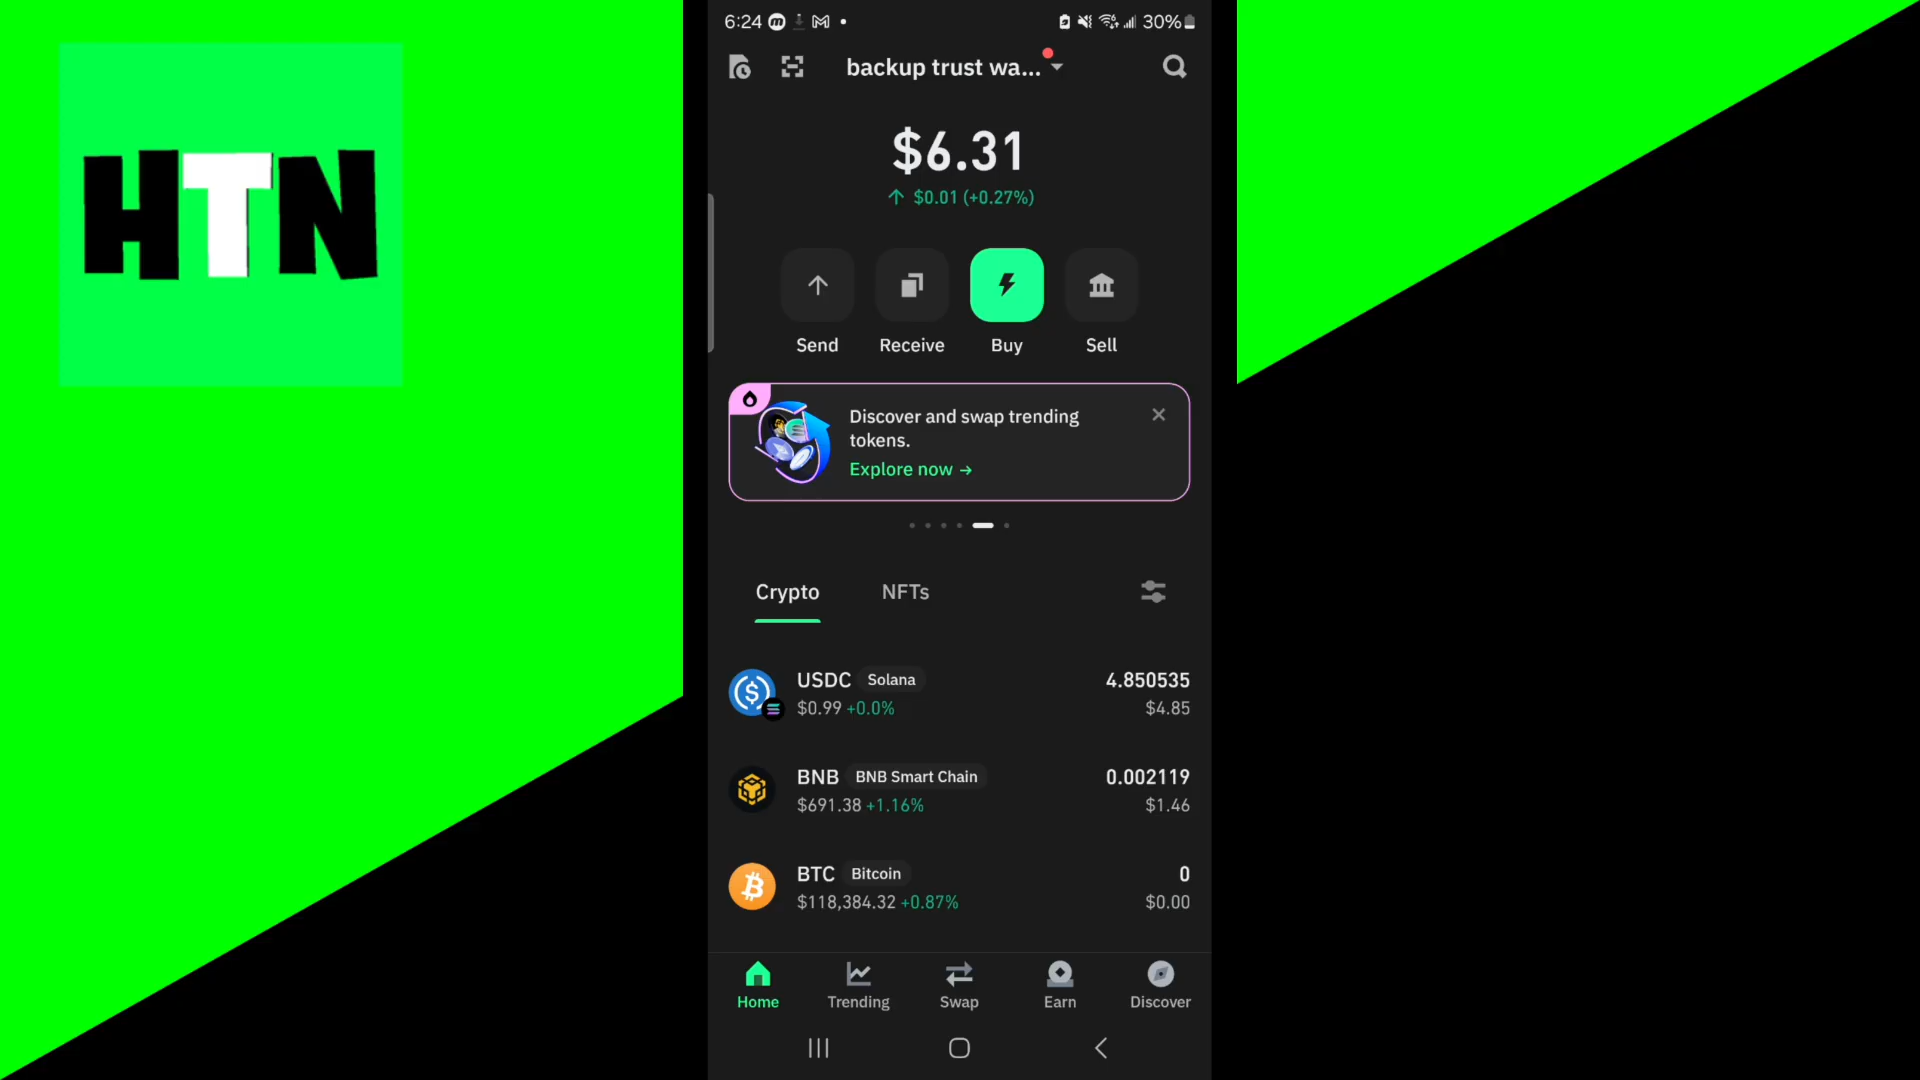 HTN
6:24
30%
backup trust wa...
$6.31
↑ $0.01 (+0.27%)
Send
Receive
Buy
Sell
Discover and swap trending
tokens.
Explore now →
Crypto
NFTs
USDC Solana
4.850535
$0.99 +0.0%
$4.85
BNB BNB Smart Chain
0.002119
$691.38 +1.16%
$1.46
BTC Bitcoin
0
$118,384.32 +0.87%
$0.00
Home
Trending
Swap
Earn
Discover